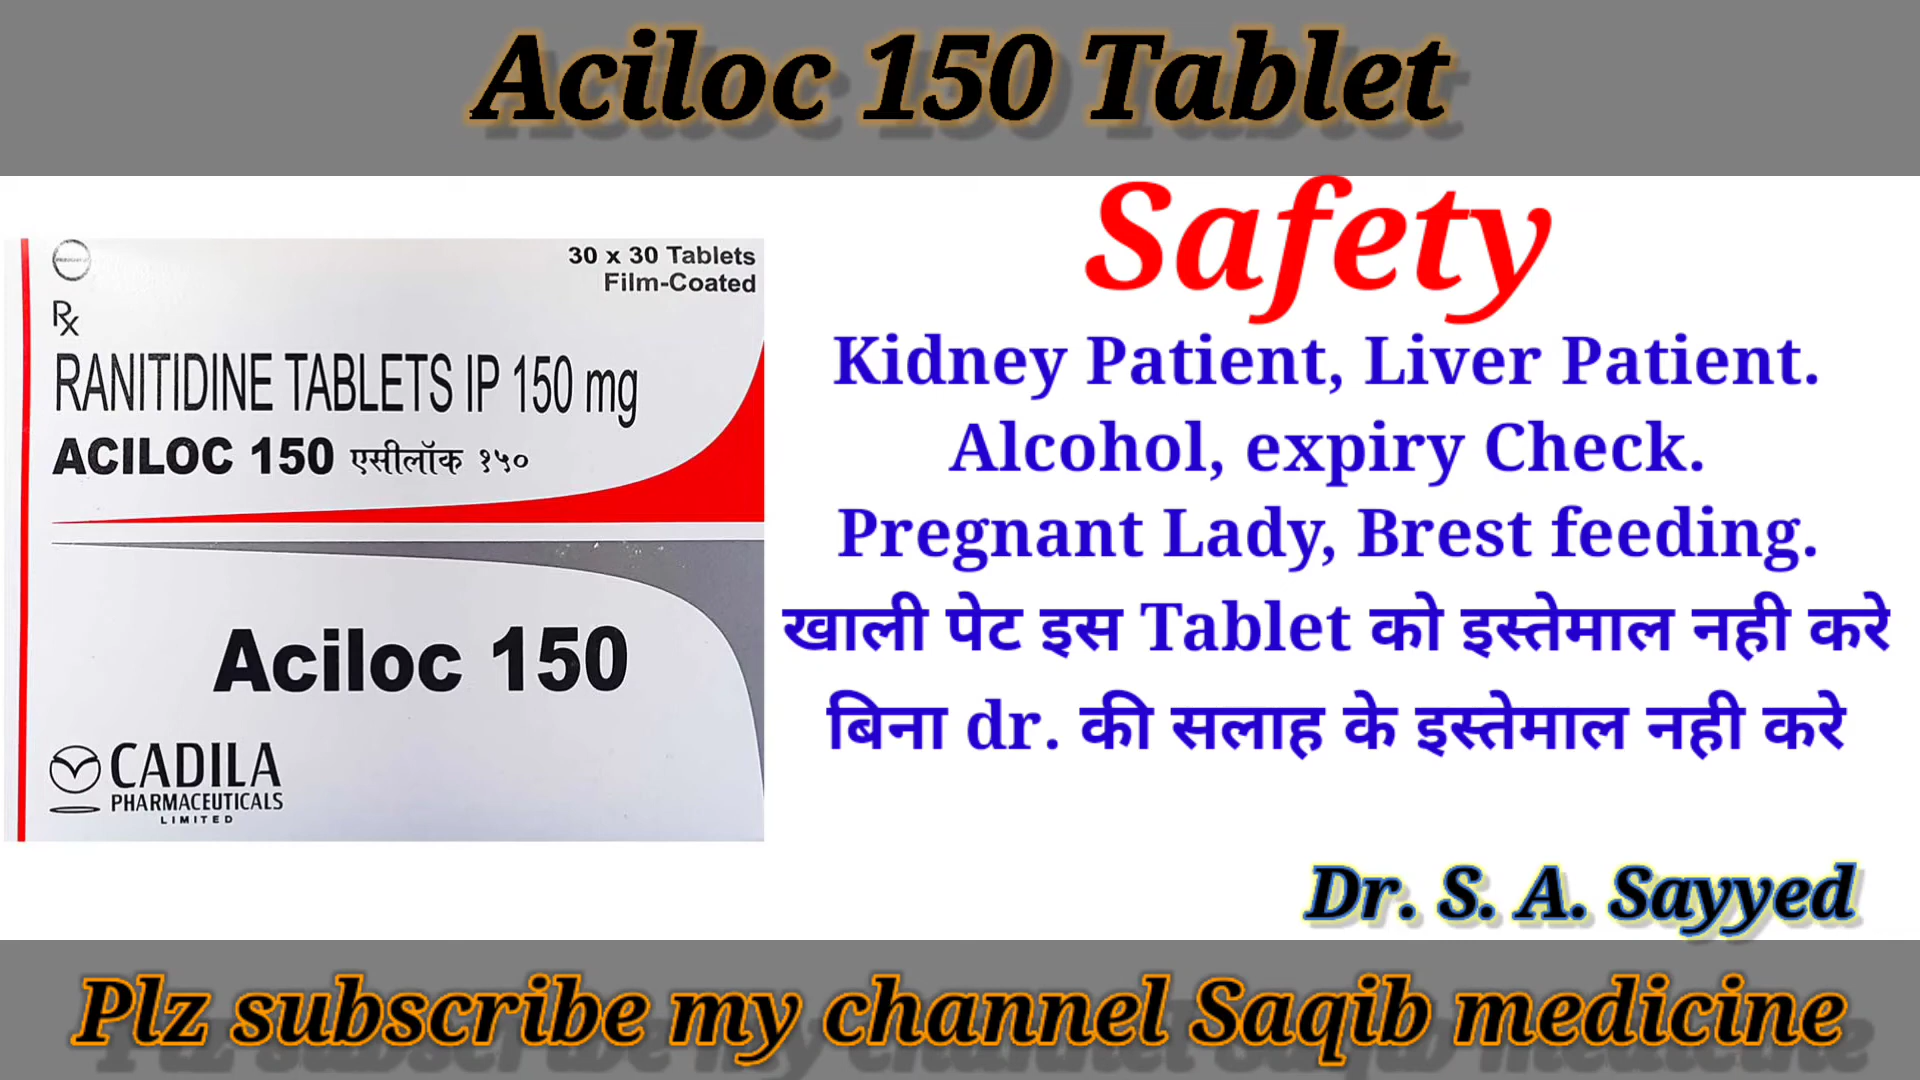 Aciloc 150 Tablet
30 x 30 Tablets
Film-Coated
Rx
RANITIDINE TABLETS IP 150 mg
ACILOC 150 एसीलॉक १५०
Aciloc 150
CADILA
PHARMACEUTICALS
LIMITED
Safety
Kidney Patient, Liver Patient.
Alcohol, expiry Check.
Pregnant Lady, Brest feeding.
खाली पेट इस Tablet को इस्तेमाल नही करे
बिना dr. की सलाह के इस्तेमाल नही करे
Dr. S. A. Sayyed
Plz subscribe my channel Saqib medicine